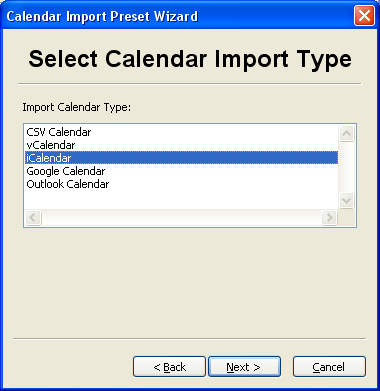 Calendar Import Preset Wizard
Select Calendar Import Type
Import Calendar Type:
CSV Calendar
vCalendar
iCalendar
Google Calendar
Outlook Calendar
< Back Next > Cancel